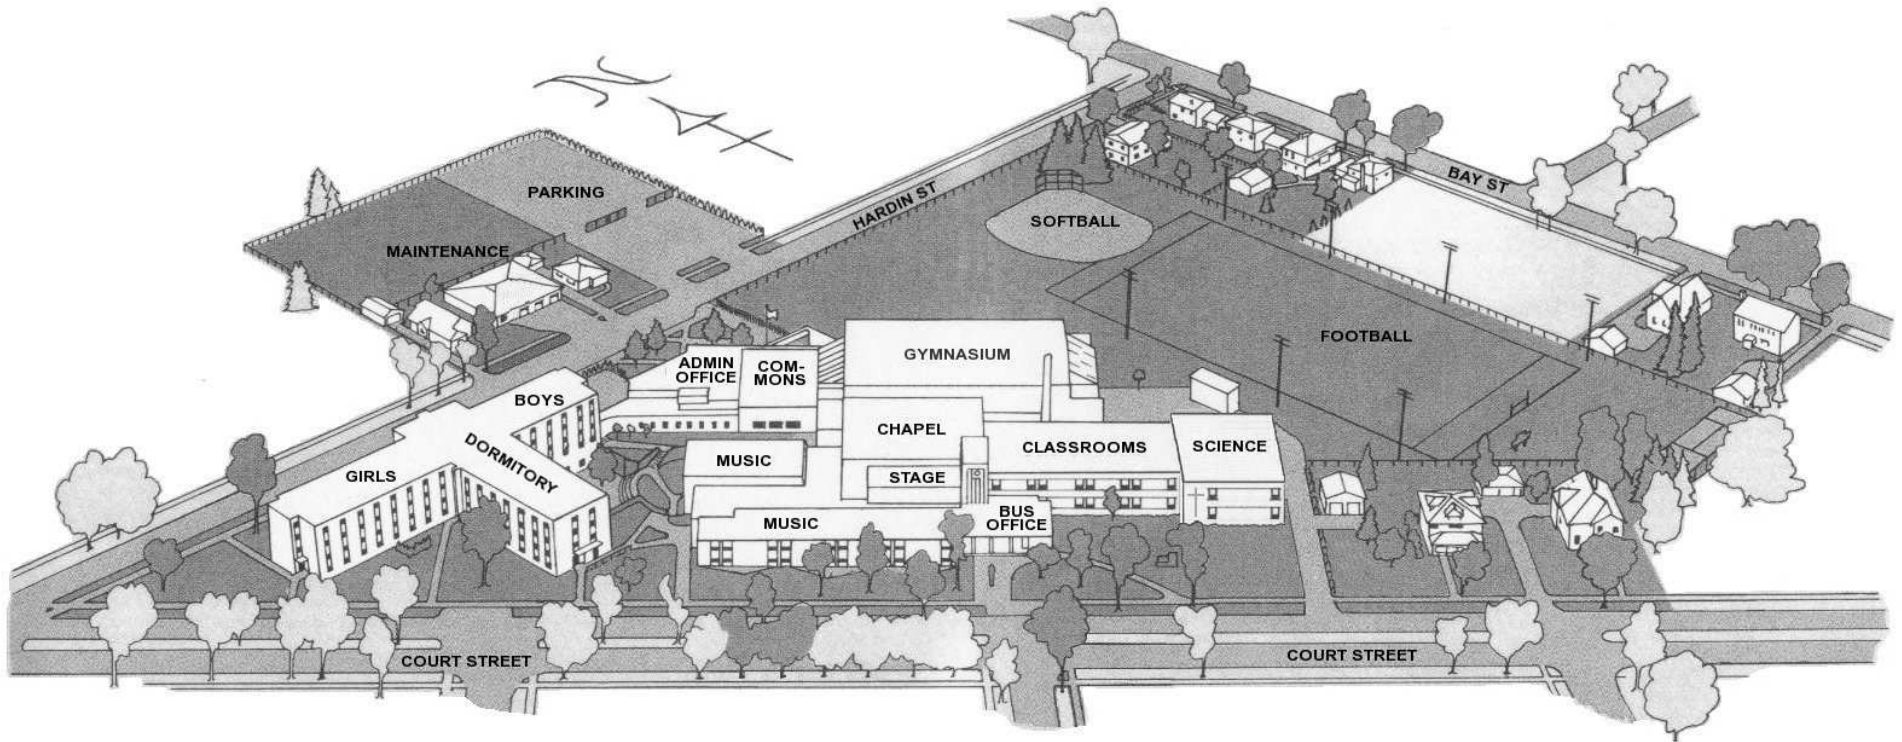 PARKING
HARDIN ST
BAY ST
SOFTBALL
MAINTENANCE
FOOTBALL
GYMNASIUM
ADMIN
OFFICE
COM-
MONS
BOYS
CHAPEL
DORMITORY
CLASSROOMS
SCIENCE
MUSIC
GIRLS
STAGE
MUSIC
BUS
OFFICE
COURT STREET
COURT STREET